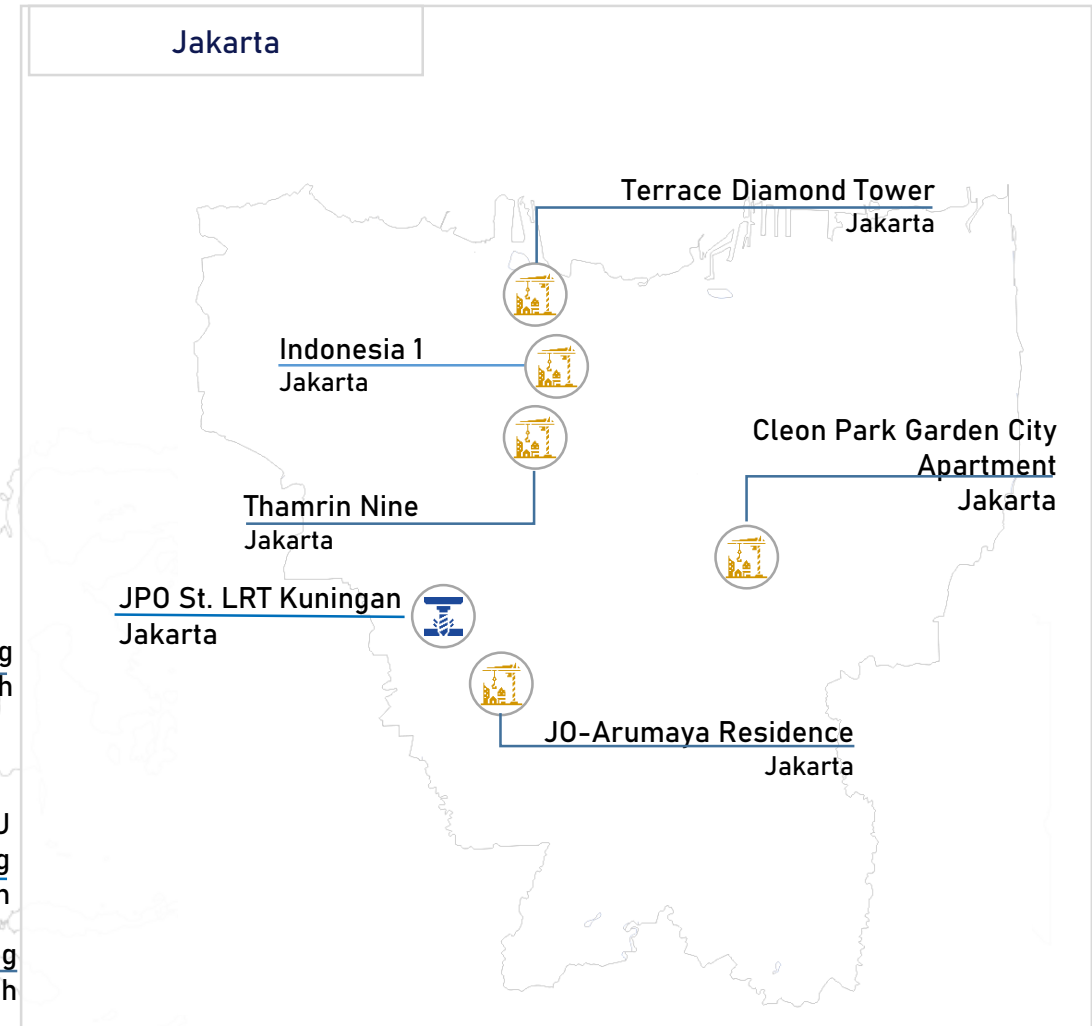 Jakarta
Terrace Diamond Tower
Jakarta
Indonesia 1
Jakarta
Cleon Park Garden City
Apartment
Jakarta
Thamrin Nine
Jakarta
JPO St. LRT Kuningan
Jakarta
JO-Arumaya Residence
Jakarta